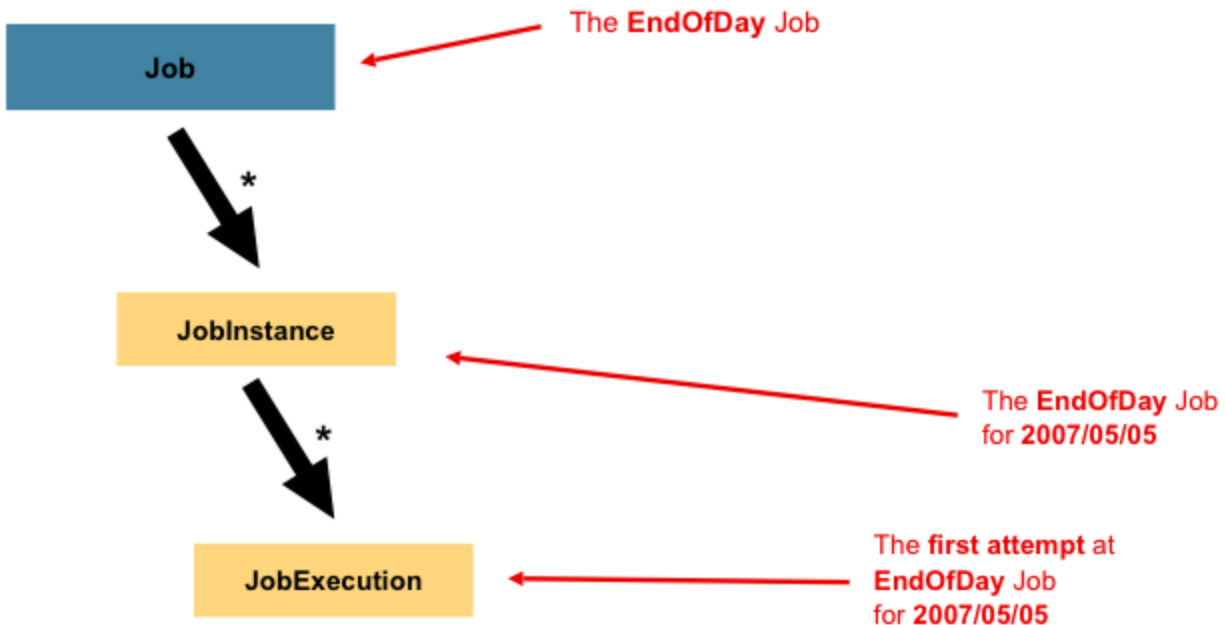 The EndOfDay Job
Job
*
JobInstance
The EndOfDay Job
for 2007/05/05
*
JobExecution
The first attempt at
EndOfDay Job
for 2007/05/05